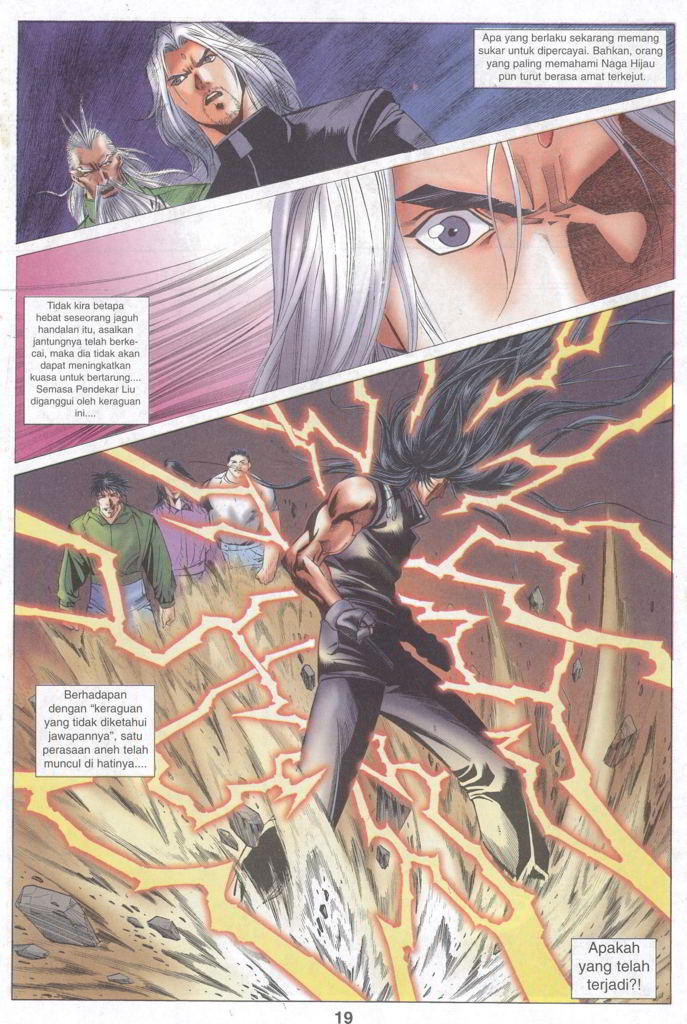 Apa yang berlaku sekarang memang
sukar untuk dipercayai. Bahkan, orang
yang paling memahami Naga Hijau
pun turut berasa amat terkejut.
Tidak kira betapa
hebat seseorang jaguh
handalan itu, asalkan
jantungnya telah berke-
cai, maka dia tidak akan
dapat meningkatkan
kuasa untuk bertarung....
Semasa Pendekar Liu
diganggui oleh keraguan
ini....
Berhadapan
dengan “keraguan
yang tidak diketahui
jawapannya”, satu
perasaan aneh telah
muncul di hatinya....
Apakah
yang telah
terjadi?!
19